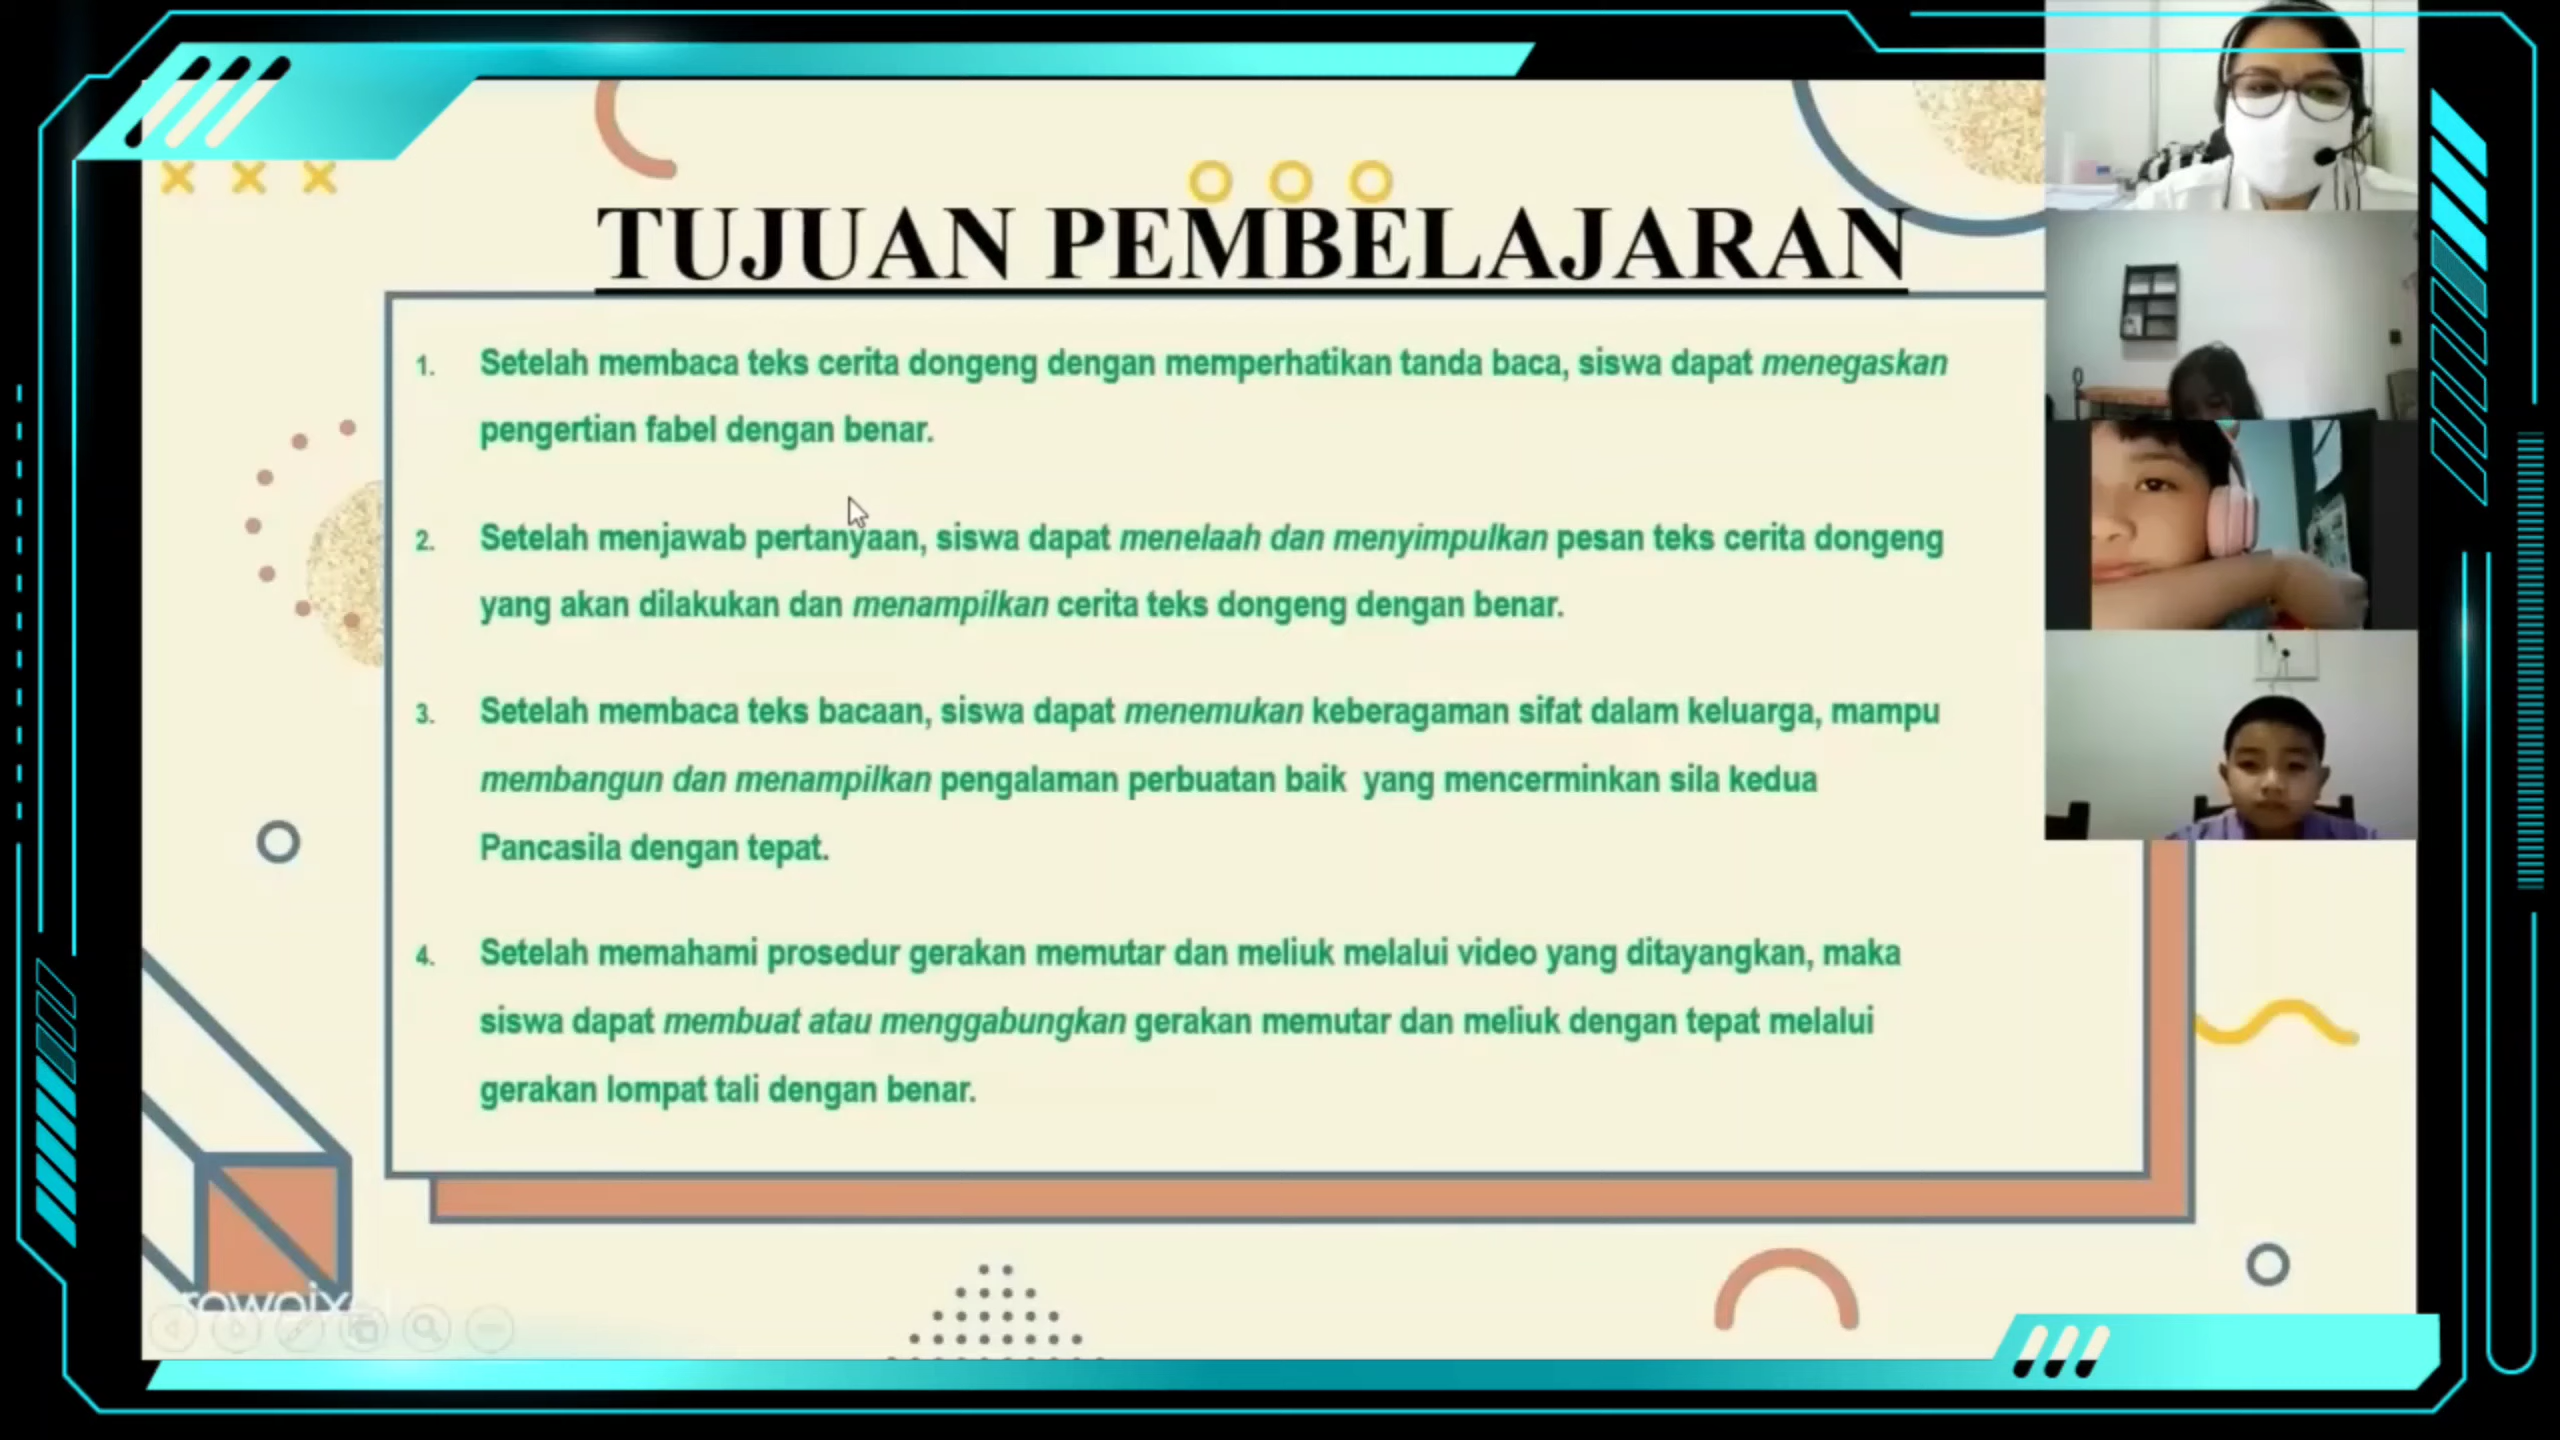 TUJUAN PEMBELAJARAN
1. Setelah membaca teks cerita dongeng dengan memperhatikan tanda baca, siswa dapat menegaskan
pengertian fabel dengan benar.
2. Setelah menjawab pertanyaan, siswa dapat menelaah dan menyimpulkan pesan teks cerita dongeng
yang akan dilakukan dan menampilkan cerita teks dongeng dengan benar.
3. Setelah membaca teks bacaan, siswa dapat menemukan keberagaman sifat dalam keluarga, mampu
membangun dan menampilkan pengalaman perbuatan baik yang mencerminkan sila kedua
Pancasila dengan tepat.
4. Setelah memahami prosedur gerakan memutar dan meliuk melalui video yang ditayangkan, maka
siswa dapat membuat atau menggabungkan gerakan memutar dan meliuk dengan tepat melalui
gerakan lompat tali dengan benar.